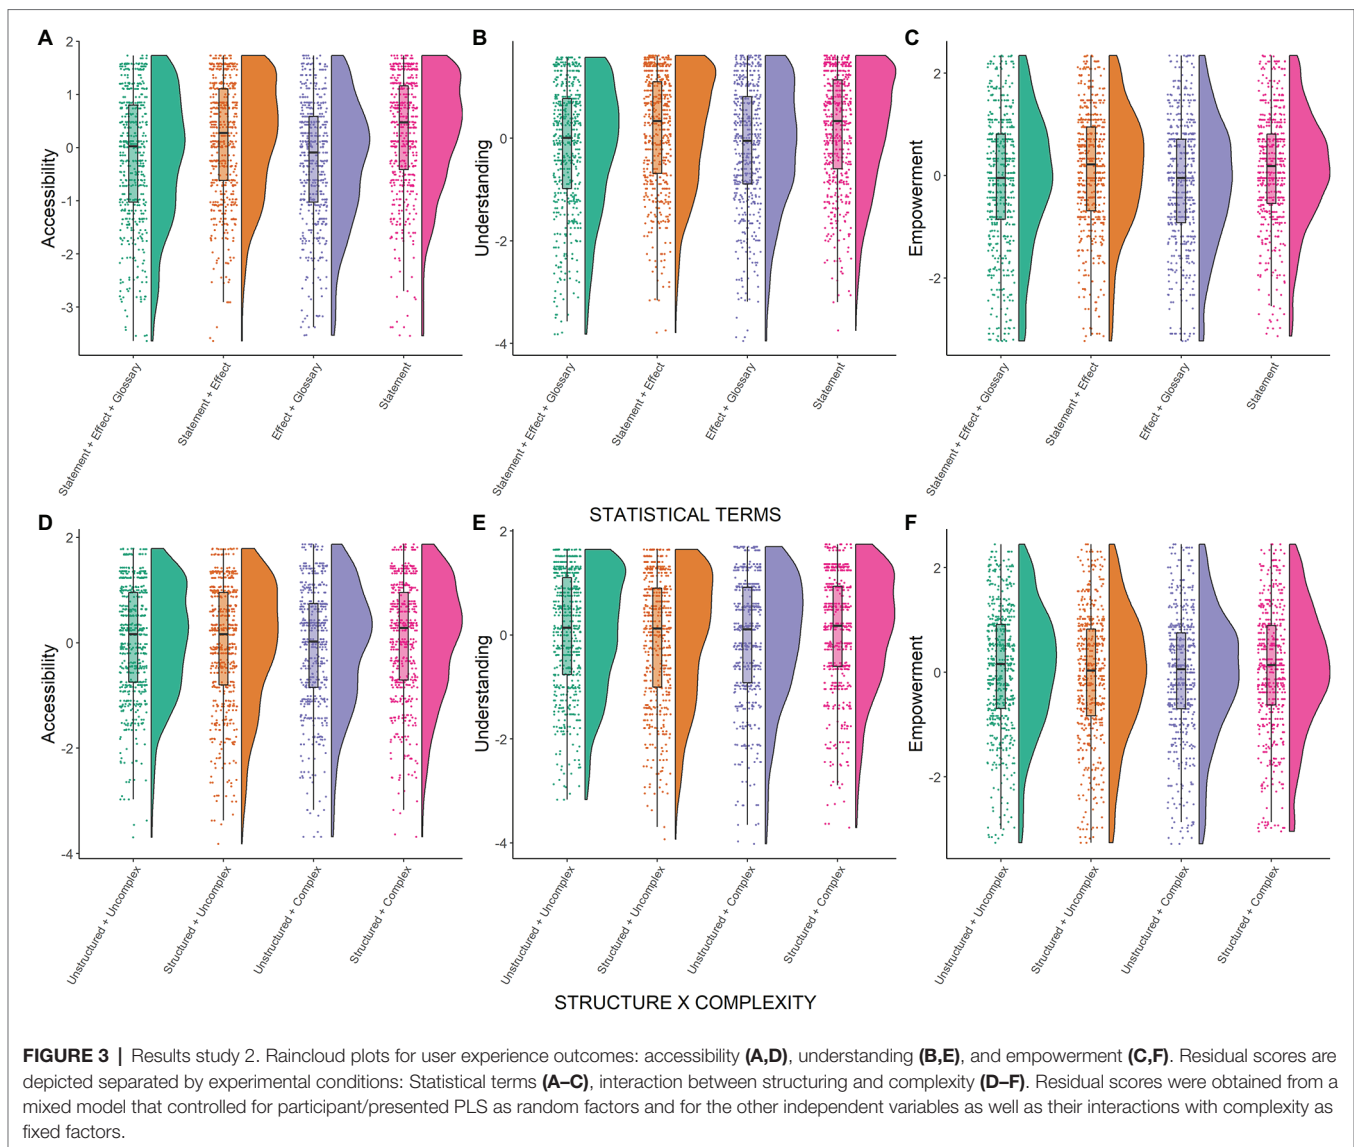 A
B
C
2
1
0
-1
-2
-3
Accessibility
0
-2
-4
Understanding
2
0
-2
Empowerment
Statement + Effect + Glossary
Statement + Effect
Effect + Glossary
Statement
Statement + Effect + Glossary
Statement + Effect
Effect + Glossary
Statement
Statement + Effect + Glossary
Statement + Effect
Effect + Glossary
Statement
STATISTICAL TERMS
D
E
F
2
0
-2
-4
Accessibility
2
0
-2
-4
Understanding
2
0
-2
Empowerment
Unstructured + Uncomplex
Structured + Uncomplex
Unstructured + Complex
Structured + Complex
Unstructured + Uncomplex
Structured + Uncomplex
Unstructured + Complex
Structured + Complex
Unstructured + Uncomplex
Structured + Uncomplex
Unstructured + Complex
Structured + Complex
STRUCTURE X COMPLEXITY
FIGURE 3 | Results study 2. Raincloud plots for user experience outcomes: accessibility (A,D), understanding (B,E), and empowerment (C,F). Residual scores are
depicted separated by experimental conditions: Statistical terms (A–C), interaction between structuring and complexity (D–F). Residual scores were obtained from a
mixed model that controlled for participant/presented PLS as random factors and for the other independent variables as well as their interactions with complexity as
fixed factors.